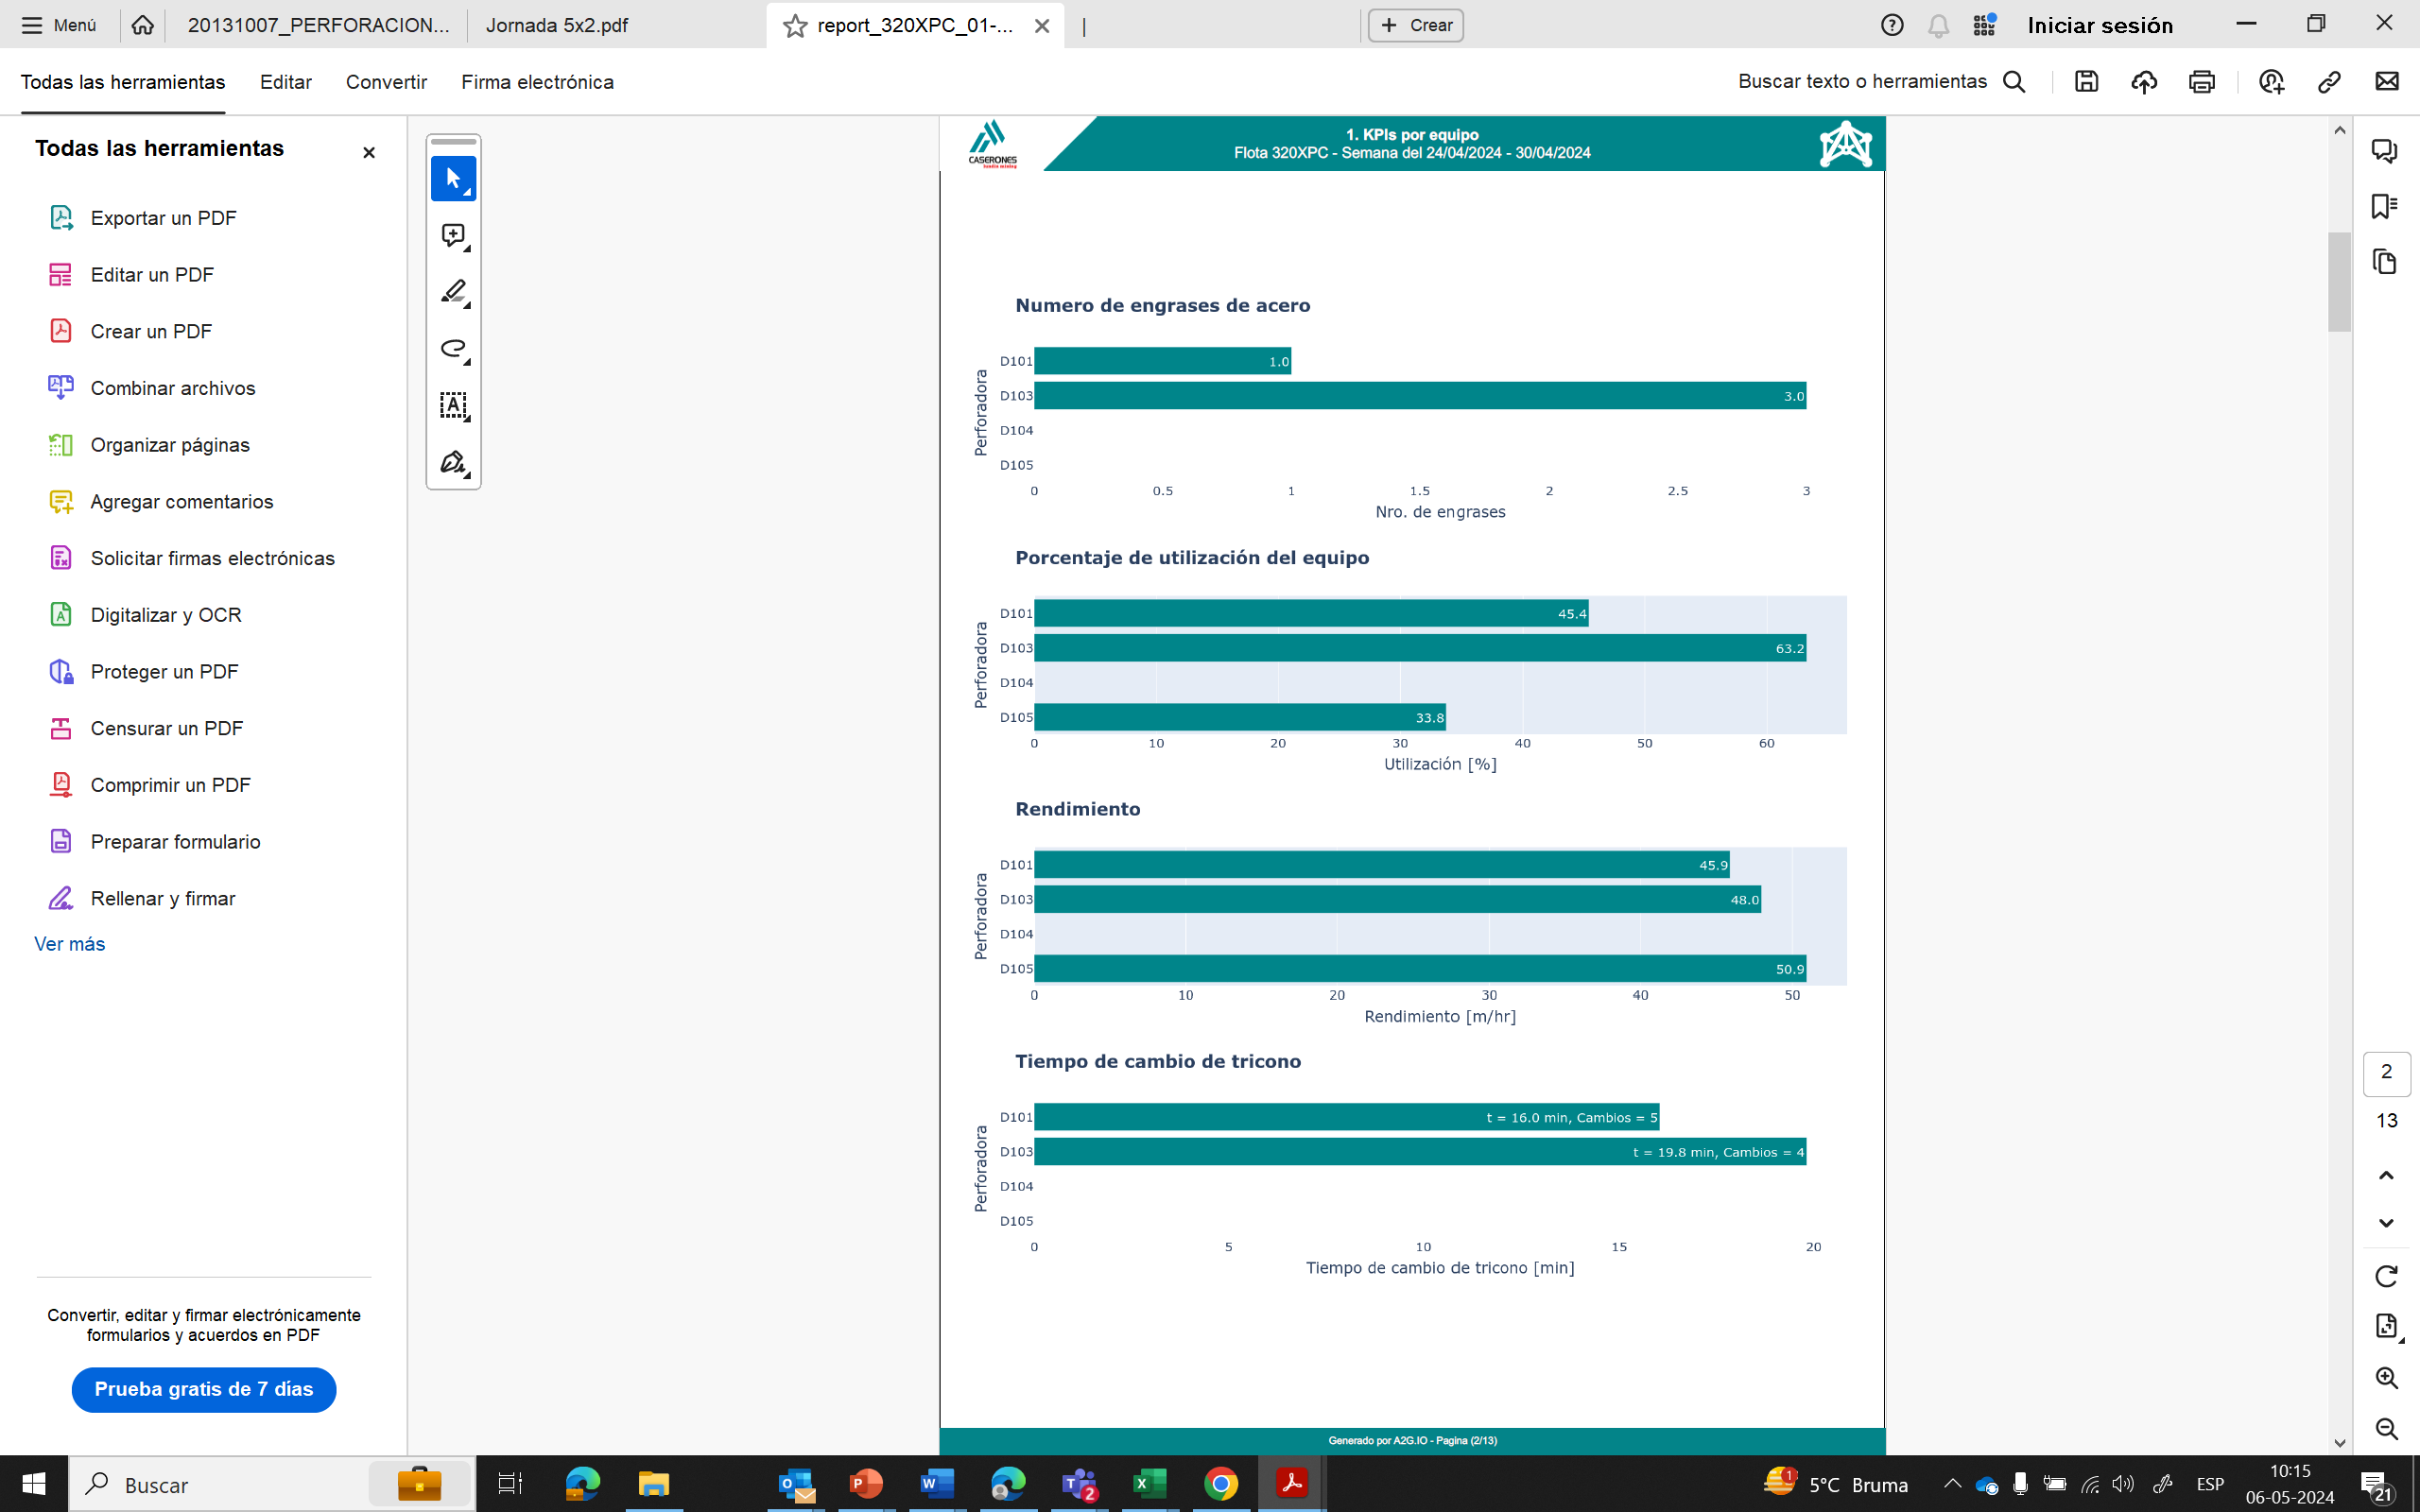 Menú
20131007_PERFORACION...
Jornada 5x2.pdf
report_320XPC_01-...
Crear
Iniciar sesión
Todas las herramientas
Editar
Convertir
Firma electrónica
Buscar texto o herramientas
Todas las herramientas
Exportar un PDF
Editar un PDF
Crear un PDF
Combinar archivos
Organizar páginas
Agregar comentarios
Solicitar firmas electrónicas
Digitalizar y OCR
Proteger un PDF
Censurar un PDF
Comprimir un PDF
Preparar formulario
Rellenar y firmar
Ver más
Convertir, editar y firmar electrónicamente
formularios y acuerdos en PDF
Prueba gratis de 7 días
CASERONES
lundin mining
1. KPIs por equipo
Flota 320XPC - Semana del 24/04/2024 - 30/04/2024
Numero de engrases de acero
Perforadora
D101 1.0
D103 3.0
D104
D105
0 0.5 1 1.5 2 2.5 3
Nro. de engrases
Porcentaje de utilización del equipo
Perforadora
D101 45.4
D103 63.2
D104
D105 33.8
0 10 20 30 40 50 60
Utilización [%]
Rendimiento
Perforadora
D101 45.9
D103 48.0
D104
D105 50.9
0 10 20 30 40 50
Rendimiento [m/hr]
Tiempo de cambio de tricono
Perforadora
D101 t = 16.0 min, Cambios = 5
D103 t = 19.8 min, Cambios = 4
D104
D105
0 5 10 15 20
Tiempo de cambio de tricono [min]
Generado por A2G.IO - Pagina (2/13)
2
13
Buscar
2
1
5°C Bruma
ESP
10:15
06-05-2024
21